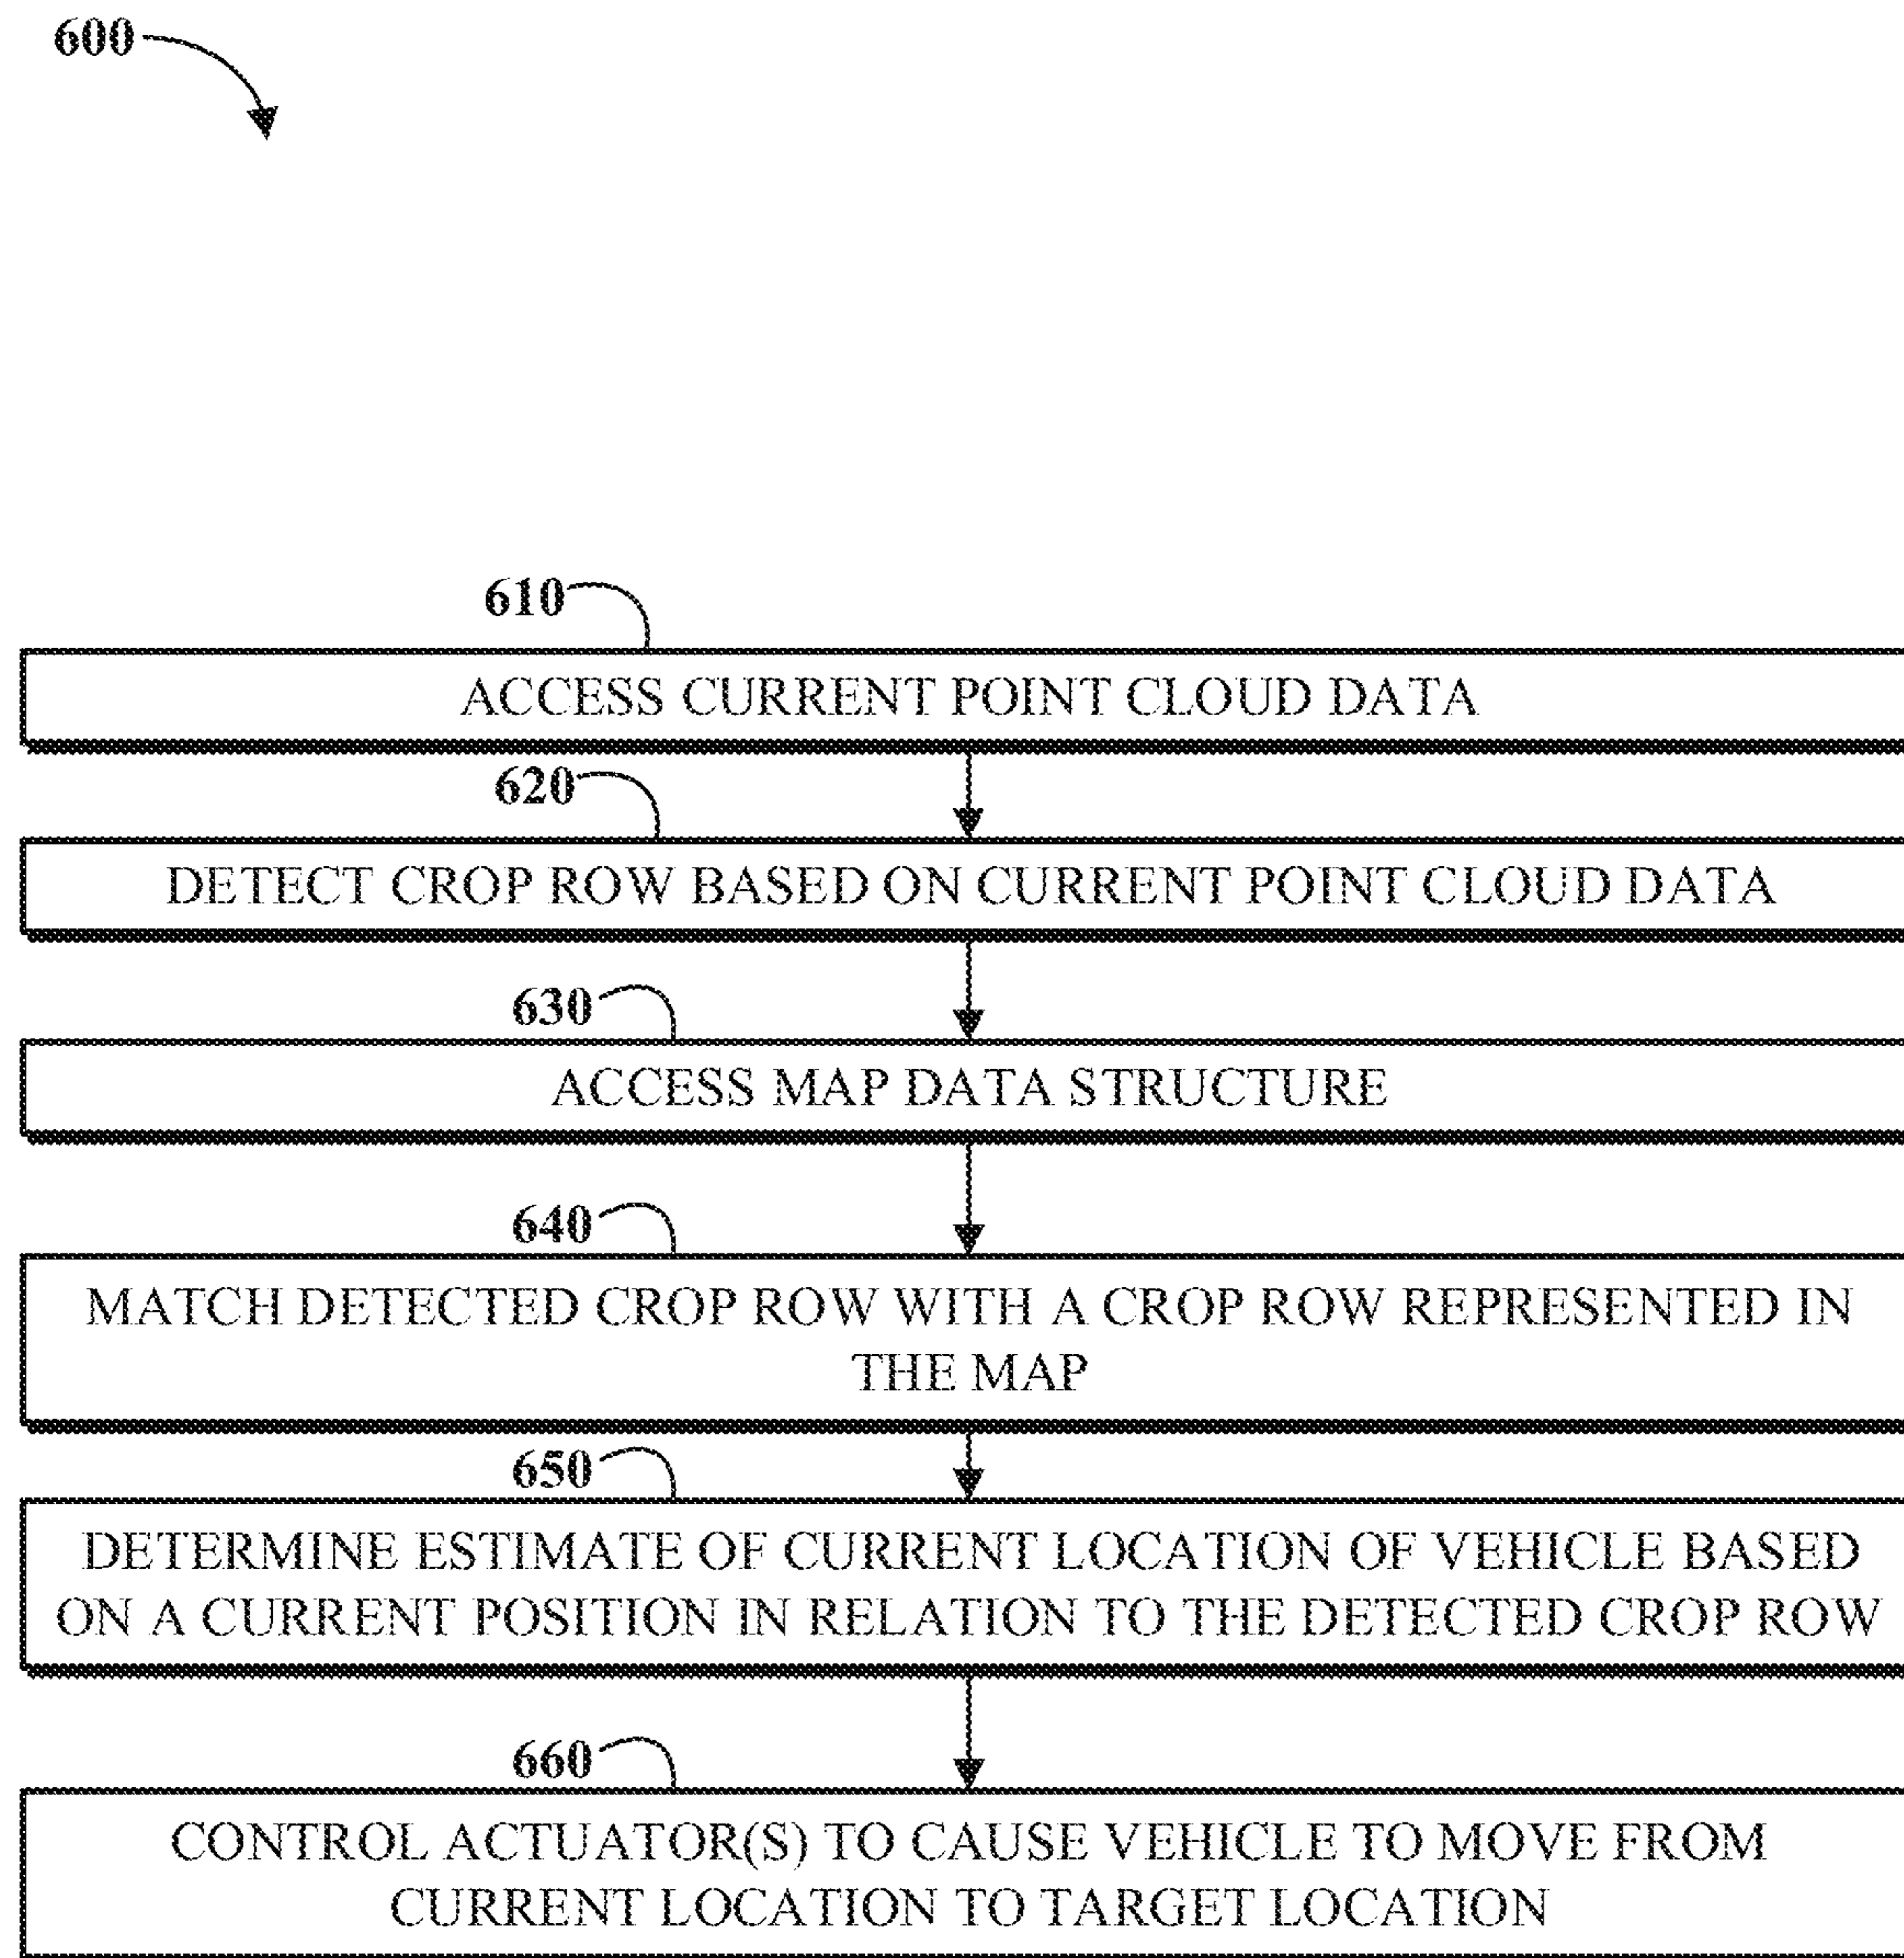 600
610
ACCESS CURRENT POINT CLOUD DATA
620
DETECT CROP ROW BASED ON CURRENT POINT CLOUD DATA
630
ACCESS MAP DATA STRUCTURE
640
MATCH DETECTED CROP ROW WITH A CROP ROW REPRESENTED IN
THE MAP
650
DETERMINE ESTIMATE OF CURRENT LOCATION OF VEHICLE BASED
ON A CURRENT POSITION IN RELATION TO THE DETECTED CROP ROW
660
CONTROL ACTUATOR(S) TO CAUSE VEHICLE TO MOVE FROM
CURRENT LOCATION TO TARGET LOCATION